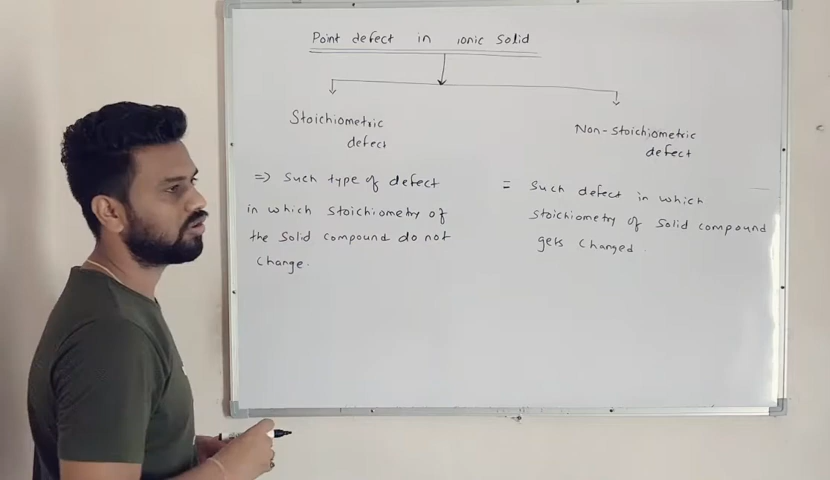 Point defect in ionic Solid
Stoichiometric
defect
Non-Stoichiometric
defect
=> Such type of defect
in which stoichiometry of
the Solid compound do not
Change.
= Such defect in which
Stoichiometry of Solid compound
gets Changed.